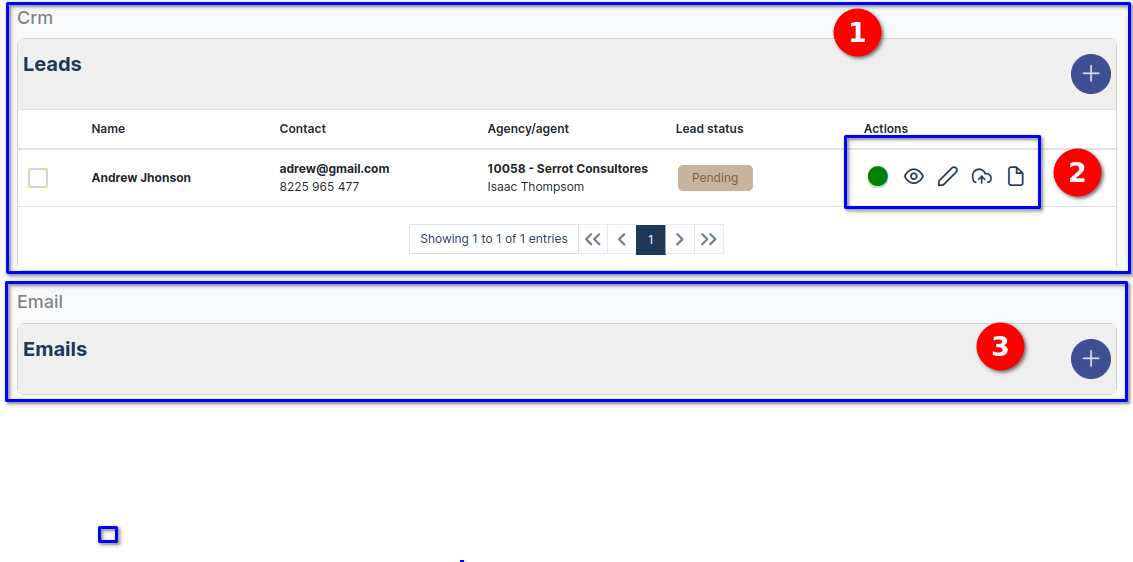 Crm
1
Leads
Name Contact Agency/agent Lead status Actions
Andrew Jhonson adrew@gmail.com 10058 - Serrot Consultores Pending 2
8225 965 477 Isaac Thompsom
Showing 1 to 1 of 1 entries 1
Email
Emails 3